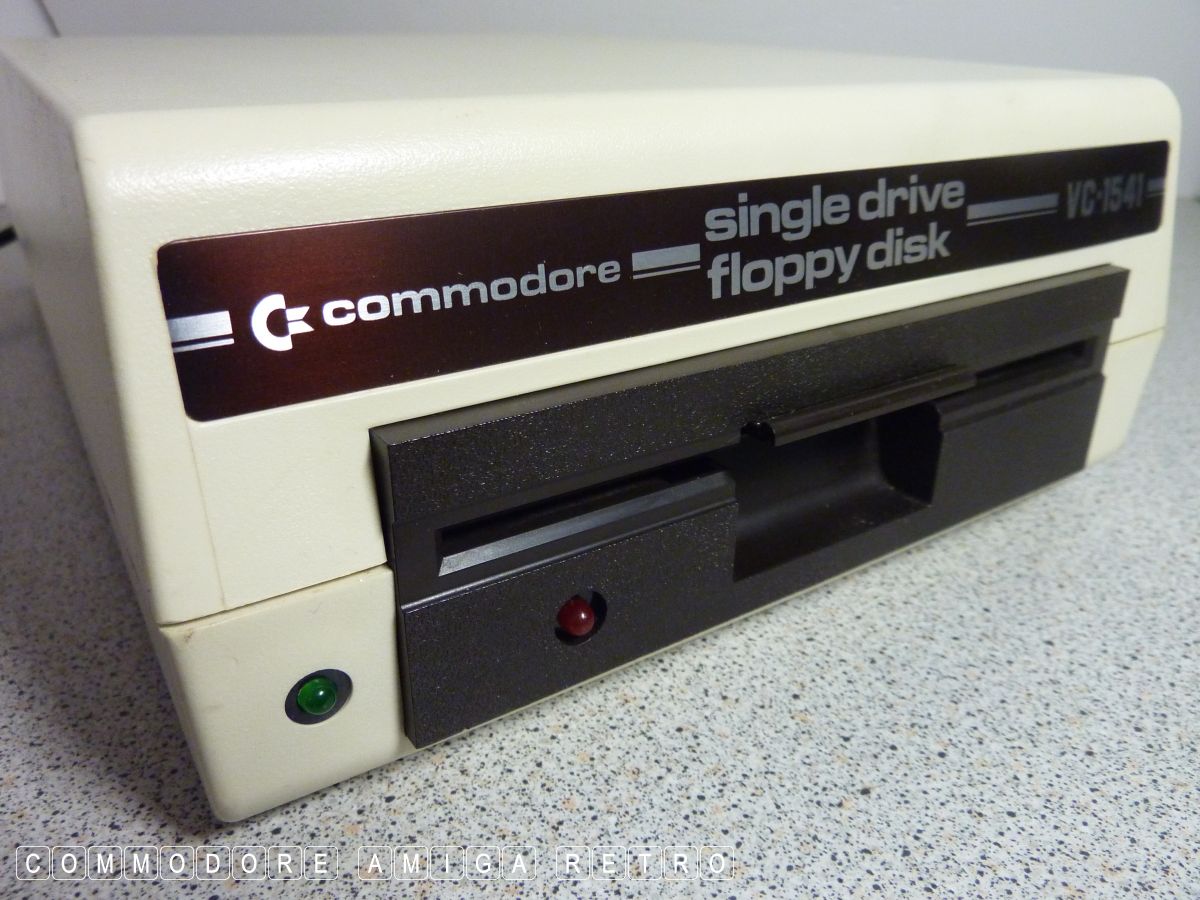 commodore
single drive
floppy disk
VC-1541
COMMODORE AMIGA RETRO